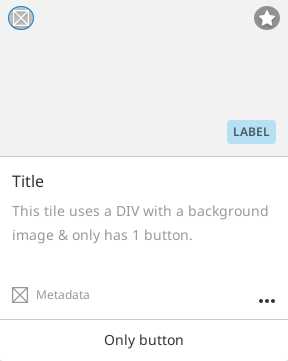 LABEL
Title
This tile uses a DIV with a background
image & only has 1 button.
Metadata
Only button